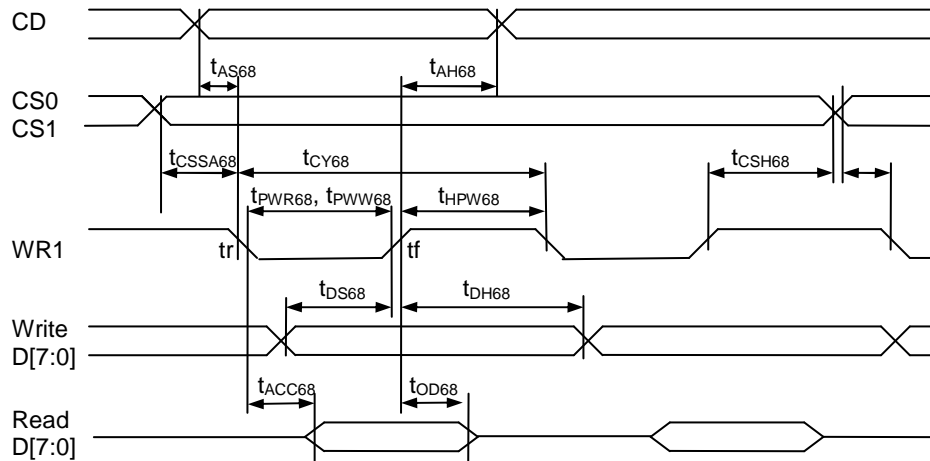 CD
tAS68 tAH68
CS0
CS1
tCSSA68 tCY68 tCSH68
tPWR68, tPWW68 tHPW68
WR1 tr tf
tDS68 tDH68
Write
D[7:0]
tACC68 tOD68
Read
D[7:0]